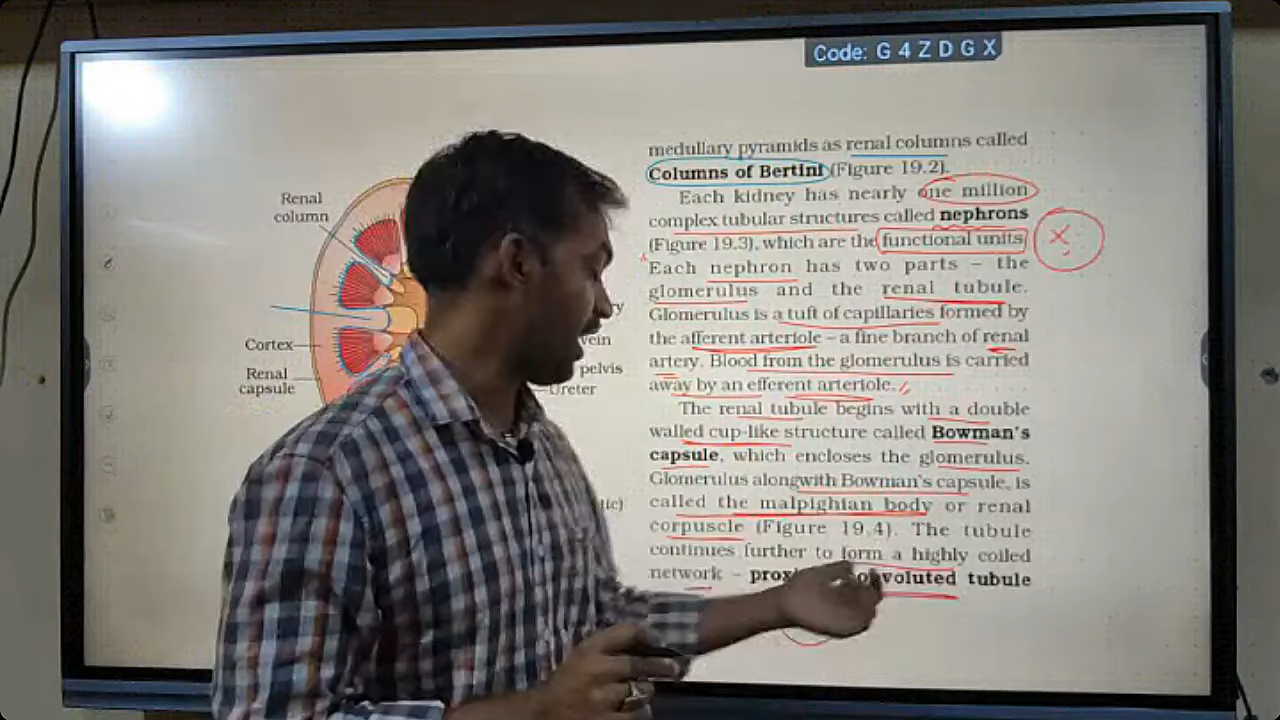 Code: G 4 Z D G X
Renal
column
Cortex
Renal
capsule
vein
pelvis
Ureter
medullary pyramids as renal columns called
Columns of Bertini (Figure 19.2).
Each kidney has nearly one million
complex tubular structures called nephrons
(Figure 19.3), which are the functional units
Each nephron has two parts – the
glomerulus and the renal tubule.
Glomerulus is a tuft of capillaries formed by
the afferent arteriole – a fine branch of renal
artery. Blood from the glomerulus is carried
away by an efferent arteriole.
The renal tubule begins with a double
walled cup-like structure called Bowman's
capsule, which encloses the glomerulus.
Glomerulus alongwith Bowman's capsule, is
called the malpighian body or renal
corpuscle (Figure 19.4). The tubule
continues further to form a highly coiled
network – tubule